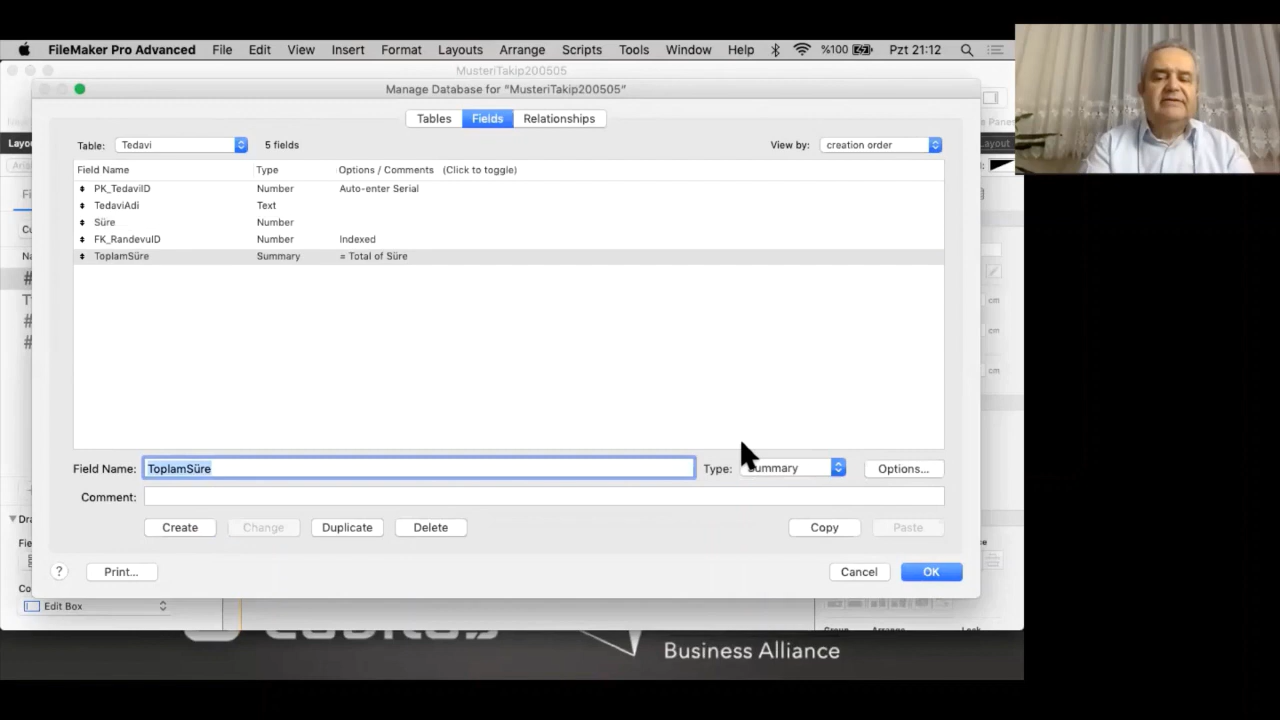 FileMaker Pro Advanced File Edit View Insert Format Layouts Arrange Scripts Tools Window Help %100 Pzt 21:12
MusteriTakip200505
Manage Database for "MusteriTakip200505"
Tables Fields Relationships
Table: Tedavi 5 fields View by: creation order
Field Name Type Options / Comments (Click to toggle)
PK_TedaviID Number Auto-enter Serial
TedaviAdi Text
Süre Number
FK_RandevuID Number Indexed
ToplamSüre Summary = Total of Süre
cm
cm
cm
Field Name: ToplamSüre Type: Summary Options...
Comment:
Create Change Duplicate Delete Copy Paste
? Print... Cancel OK
Edit Box
Business Alliance